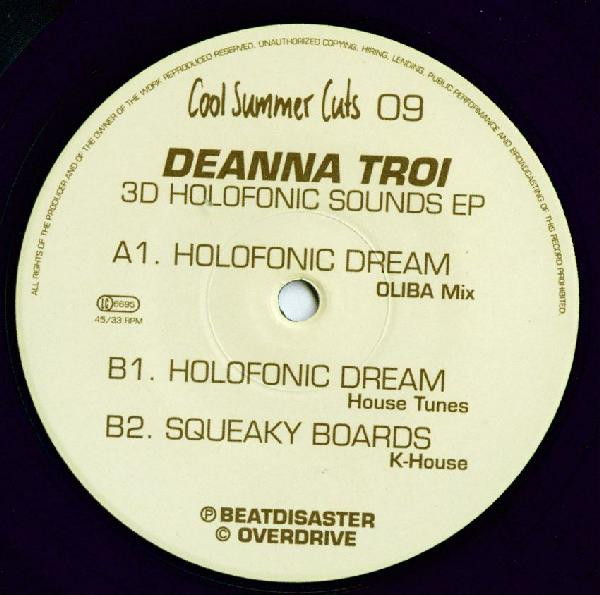 ALL RIGHTS OF THE PRODUCER AND OF THE OWNER OF THE WORK REPRODUCED RESERVED. UNAUTHORIZED COPYING, HIRING, LENDING, PUBLIC PERFORMANCE AND BROADCASTING OF THIS RECORD PROHIBITED.
Cool Summer Cuts 09
DEANNA TROI
3D HOLOFONIC SOUNDS EP
A1. HOLOFONIC DREAM
OLIBA Mix
LC 6695
45/33 RPM
B1. HOLOFONIC DREAM
House Tunes
B2. SQUEAKY BOARDS
K-House
℗ BEATDISASTER
© OVERDRIVE